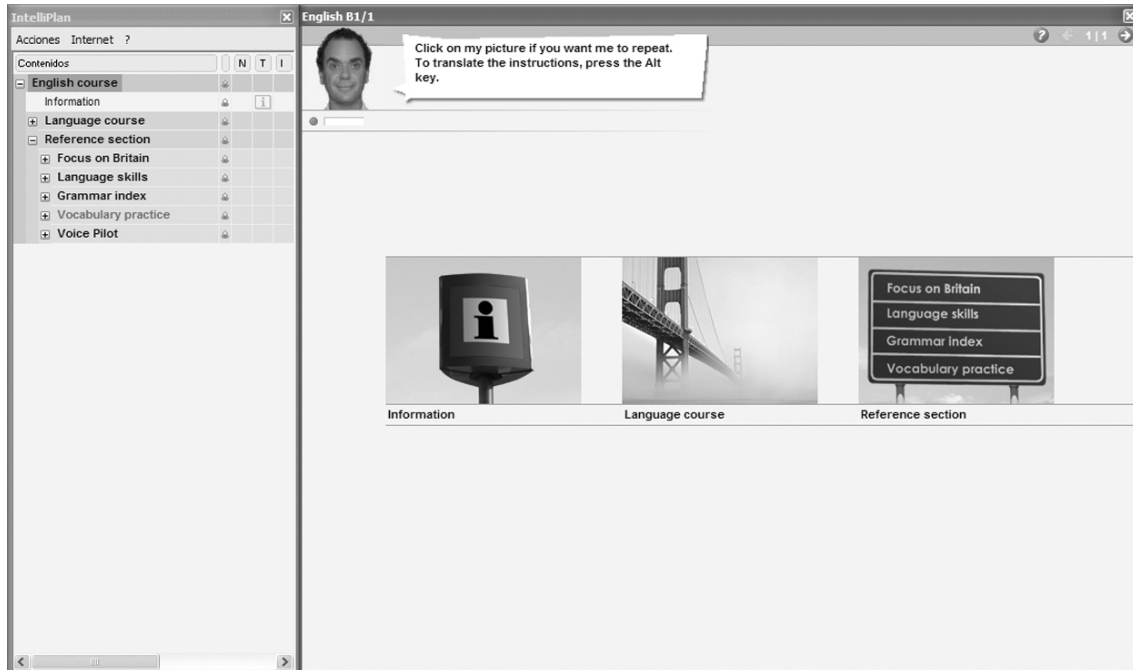 IntelliPlan
Acciones Internet ?
Contenidos N T I
English course
Information i
Language course
Reference section
Focus on Britain
Language skills
Grammar index
Vocabulary practice
Voice Pilot
English B1/1
? 1|1
Click on my picture if you want me to repeat.
To translate the instructions, press the Alt
key.
i
Focus on Britain
Language skills
Grammar index
Vocabulary practice
Information
Language course
Reference section